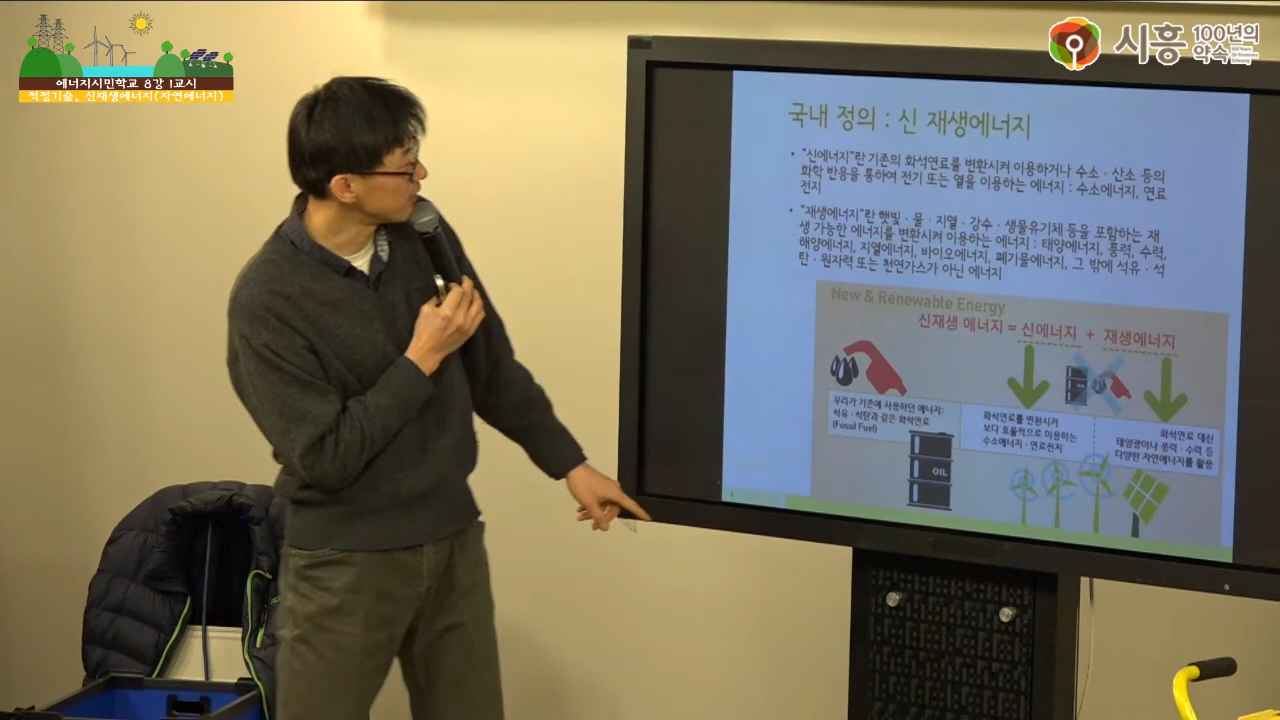 에너지시민학교 8강 1교시
적정기술, 신재생에너지(자연에너지)
시흥 100년의
약속
국내 정의 : 신 재생에너지
• "신에너지"란 기존의 화석연료를 변환시켜 이용하거나 수소 · 산소 등의
화학 반응을 통하여 전기 또는 열을 이용하는 에너지 : 수소에너지, 연료
전지
• "재생에너지"란 햇빛 · 물 · 지열 · 강수 · 생물유기체 등을 포함하는 재
생 가능한 에너지를 변환시켜 이용하는 에너지 : 태양에너지, 풍력, 수력,
해양에너지, 지열에너지, 바이오에너지, 폐기물에너지, 그 밖에 석유 · 석
탄 · 원자력 또는 천연가스가 아닌 에너지
New & Renewable Energy
신재생 에너지 = 신에너지 + 재생에너지
우리가 기존에 사용하던 에너지:
석유 · 석탄과 같은 화석연료
(Fossil Fuel)
화석연료를 변환시켜
보다 효율적으로 이용하는
수소에너지 · 연료전지
화석연료 대신
태양광이나 풍력 · 수력 등
다양한 자연에너지를 활용
OIL